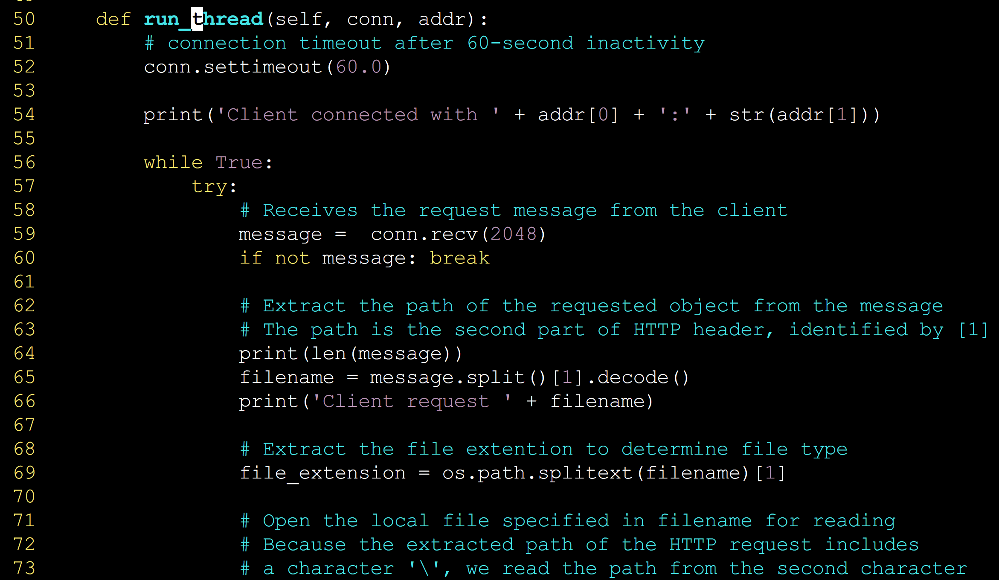 50     def run_thread(self, conn, addr):
51         # connection timeout after 60-second inactivity
52         conn.settimeout(60.0)
53
54         print('Client connected with ' + addr[0] + ':' + str(addr[1]))
55
56         while True:
57             try:
58                 # Receives the request message from the client
59                 message =  conn.recv(2048)
60                 if not message: break
61
62                 # Extract the path of the requested object from the message
63                 # The path is the second part of HTTP header, identified by [1]
64                 print(len(message))
65                 filename = message.split()[1].decode()
66                 print('Client request ' + filename)
67
68                 # Extract the file extention to determine file type
69                 file_extension = os.path.splitext(filename)[1]
70
71                 # Open the local file specified in filename for reading
72                 # Because the extracted path of the HTTP request includes
73                 # a character '\', we read the path from the second character